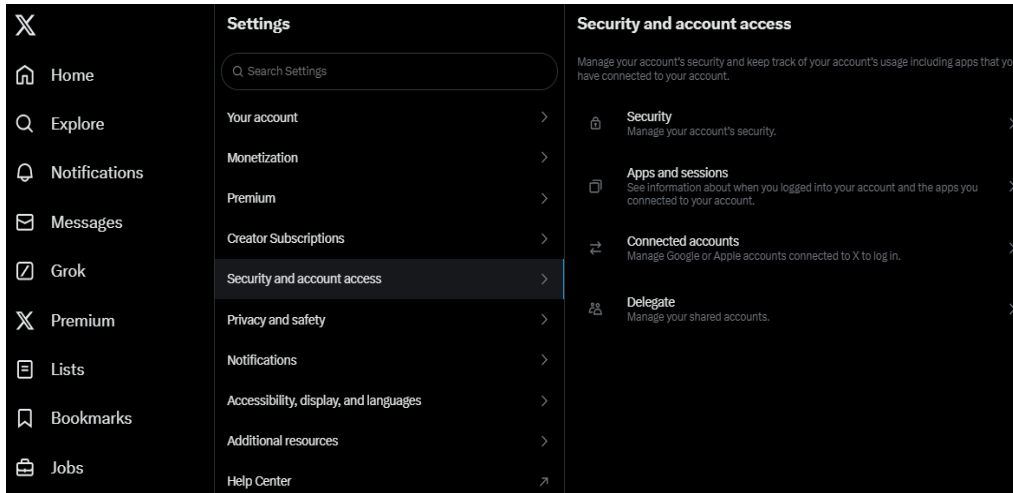 Home
Explore
Notifications
Messages
Grok
Premium
Lists
Bookmarks
Jobs
Settings
Search Settings
Your account
Monetization
Premium
Creator Subscriptions
Security and account access
Privacy and safety
Notifications
Accessibility, display, and languages
Additional resources
Help Center
Security and account access
Manage your account's security and keep track of your account's usage including apps that yo
have connected to your account.
Security
Manage your account's security.
Apps and sessions
See information about when you logged into your account and the apps you
connected to your account.
Connected accounts
Manage Google or Apple accounts connected to X to log in.
Delegate
Manage your shared accounts.